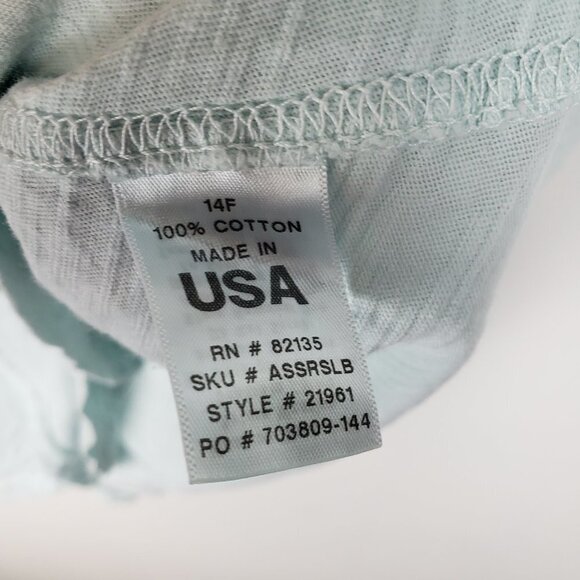 14F
100% COTTON
MADE IN
USA
RN # 82135
SKU # ASSRSLB
STYLE # 21961
PO # 703809-144